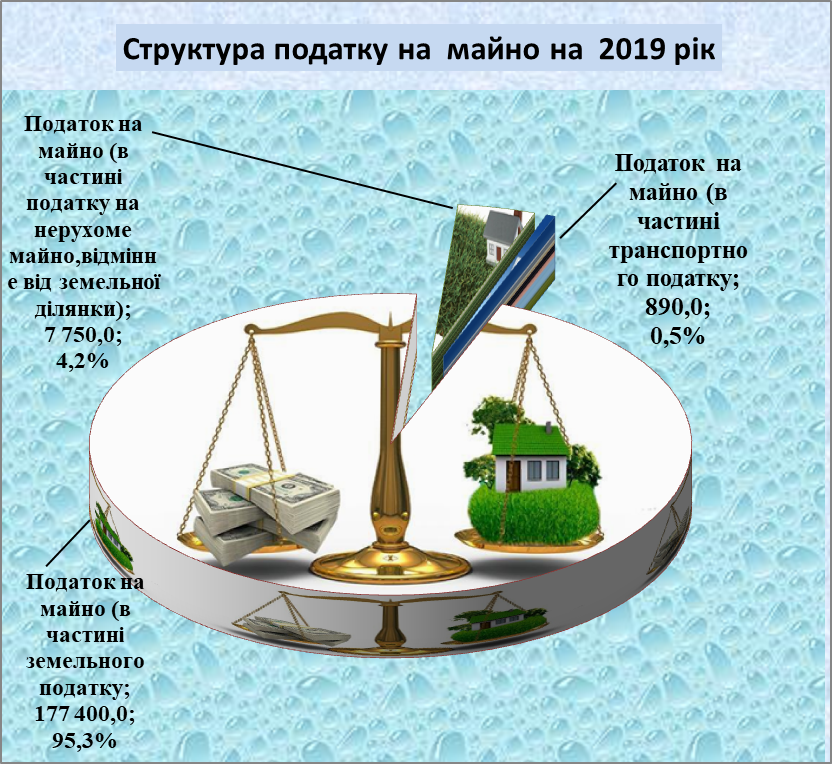 Структура податку на майно на 2019 рік
Податок на
майно (в
частині
податку на
нерухоме
майно,відмінн
е від земельної
ділянки);
7 750,0;
4,2%
Податок на
майно (в
частині
транспортно
го податку;
890,0;
0,5%
Податок на
майно (в
частині
земельного
податку;
177 400,0;
95,3%